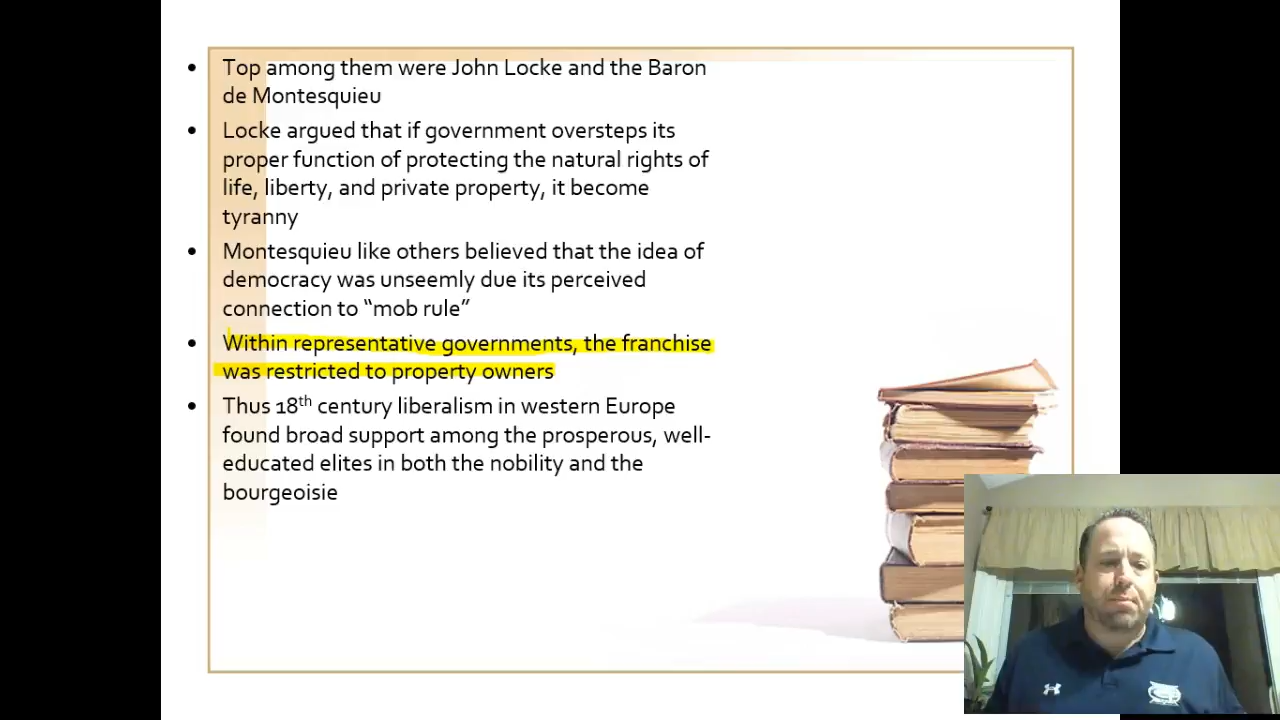 • Top among them were John Locke and the Baron
de Montesquieu
• Locke argued that if government oversteps its
proper function of protecting the natural rights of
life, liberty, and private property, it become
tyranny
• Montesquieu like others believed that the idea of
democracy was unseemly due its perceived
connection to “mob rule”
• Within representative governments, the franchise
was restricted to property owners
• Thus 18th century liberalism in western Europe
found broad support among the prosperous, well-
educated elites in both the nobility and the
bourgeoisie